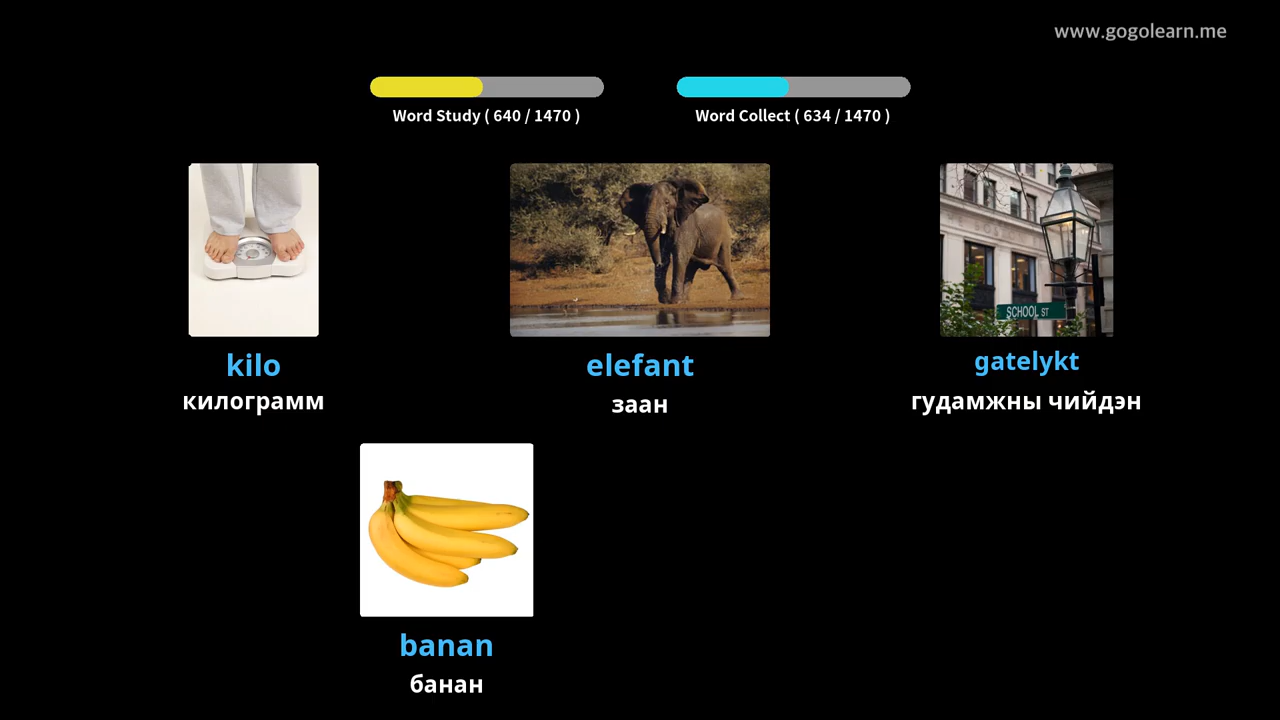 www.gogolearn.me
Word Study ( 640 / 1470 )
Word Collect ( 634 / 1470 )
SCHOOL ST
kilo
килограмм
elefant
заан
gatelykt
гудамжны чийдэн
banan
банан